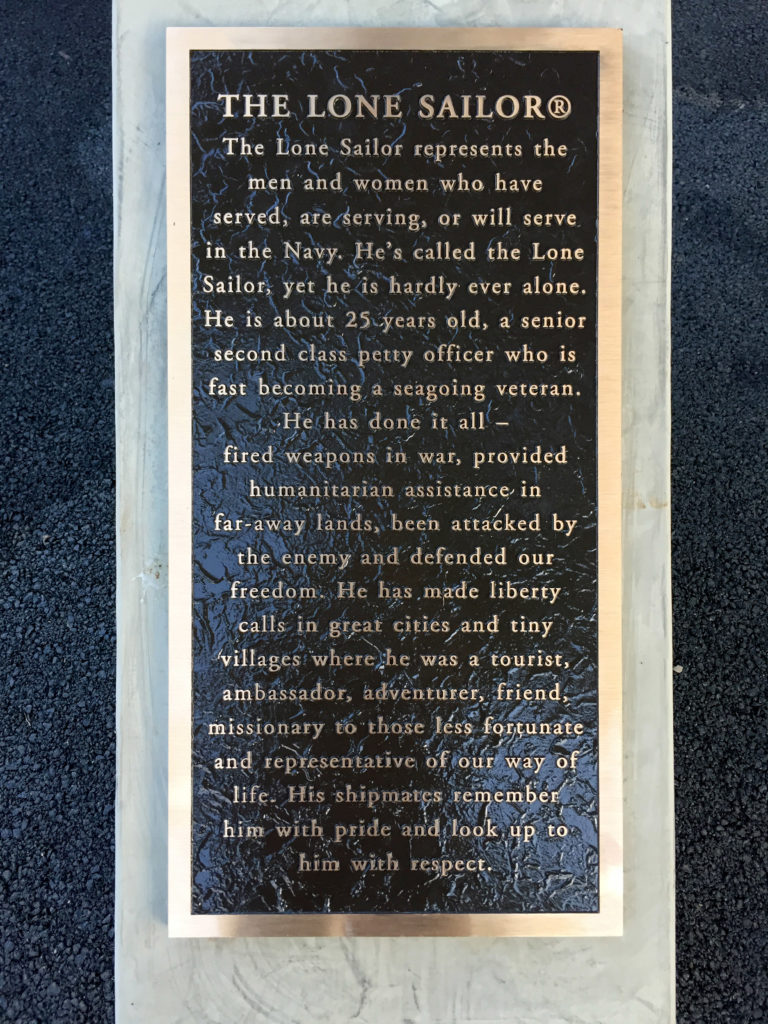 THE LONE SAILOR®
The Lone Sailor represents the
men and women who have
served, are serving, or will serve
in the Navy. He's called the Lone
Sailor, yet he is hardly ever alone.
He is about 25 years old, a senior
second class petty officer who is
fast becoming a seagoing veteran.
He has done it all –
fired weapons in war, provided
humanitarian assistance in
far-away lands, been attacked by
the enemy and defended our
freedom. He has made liberty
calls in great cities and tiny
villages where he was a tourist,
ambassador, adventurer, friend,
missionary to those less fortunate
and representative of our way of
life. His shipmates remember
him with pride and look up to
him with respect.